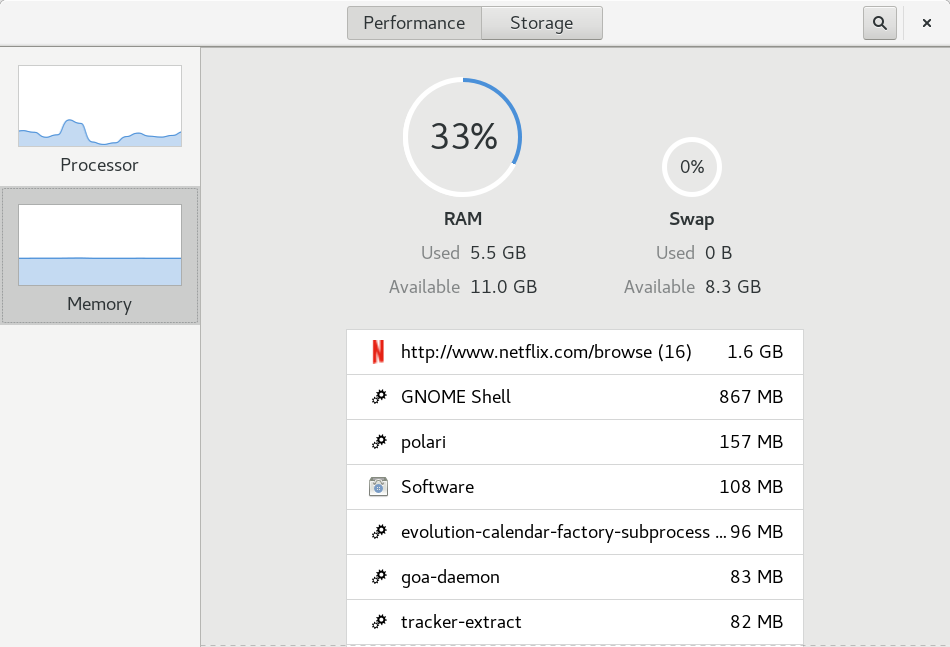 Performance
Storage
Processor
Memory
33%
0%
RAM
Swap
Used 5.5 GB
Used 0 B
Available 11.0 GB
Available 8.3 GB
http://www.netflix.com/browse (16) 1.6 GB
GNOME Shell 867 MB
polari 157 MB
Software 108 MB
evolution-calendar-factory-subprocess ... 96 MB
goa-daemon 83 MB
tracker-extract 82 MB